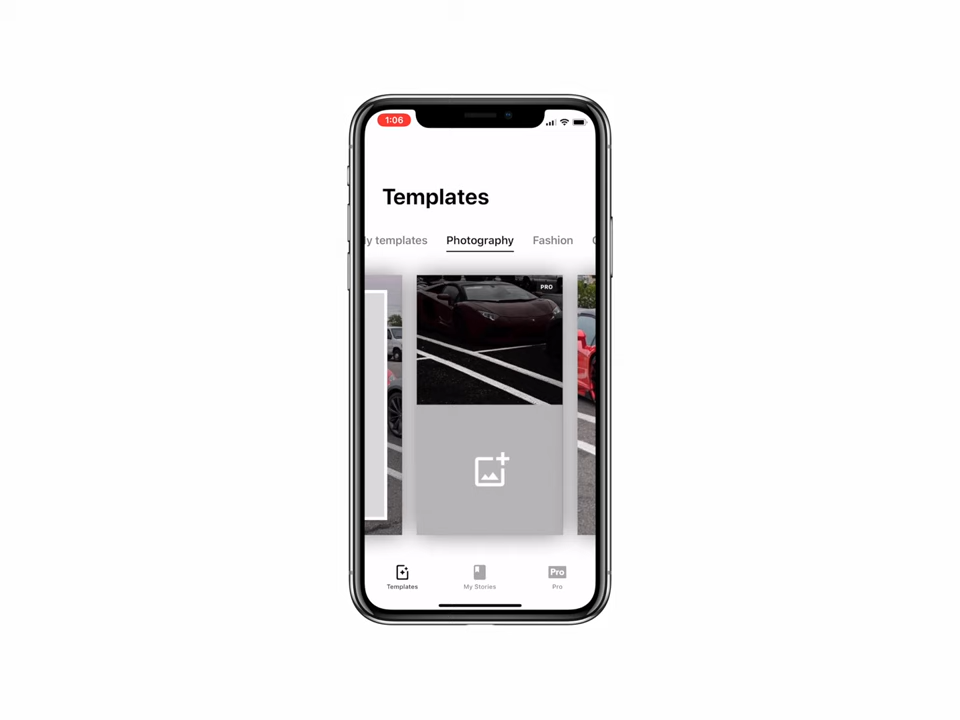 1:06
Templates
y templates Photography Fashion
PRO
Templates My Stories Pro Pro